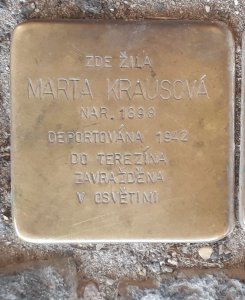 ZDE ŽILA
MARTA KRAUSOVÁ
NAR. 1898
DEPORTOVÁNA 1942
DO TEREZÍNA
ZAVRAŽDĚNA
V OSVĚTIMI